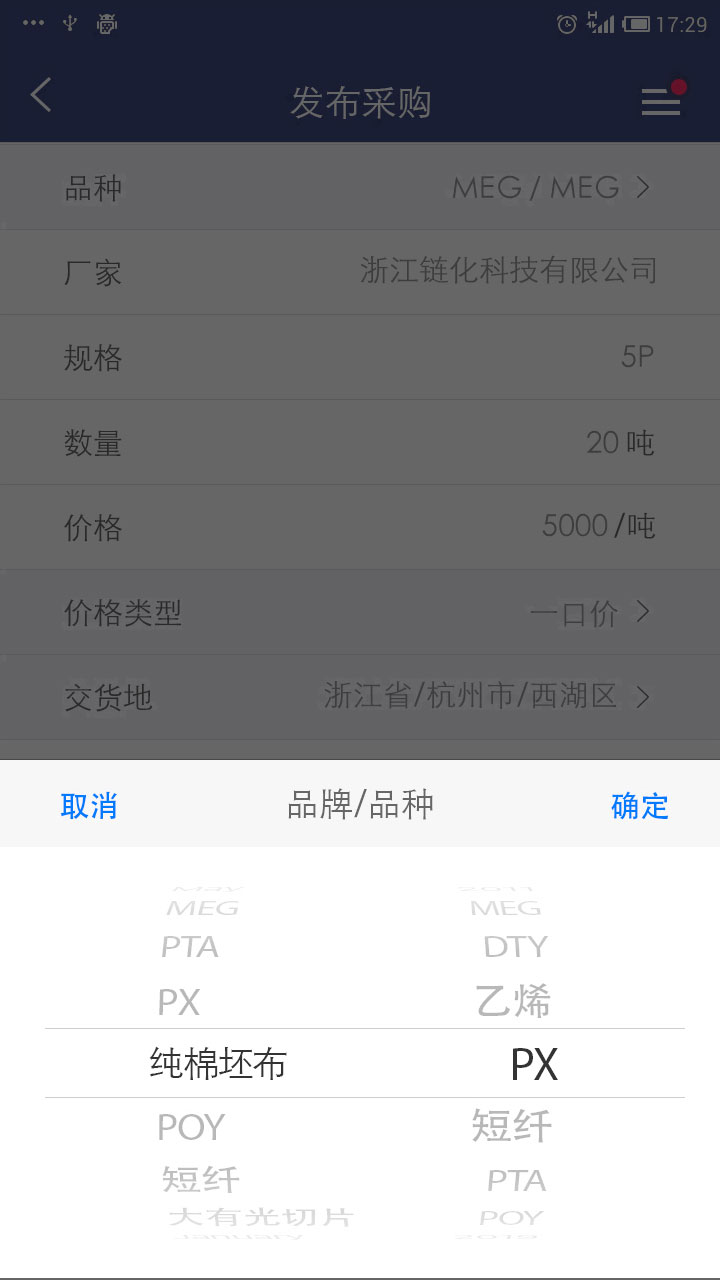 17:29
发布采购
品种 MEG / MEG
厂家 浙江链化科技有限公司
规格 5P
数量 20 吨
价格 5000 /吨
价格类型 一口价
交货地 浙江省/杭州市/西湖区
取消 品牌/品种 确定
MEG MEG
PTA DTY
PX 乙烯
纯棉坯布 PX
POY 短纤
短纤 PTA
大有光切片 POY
January